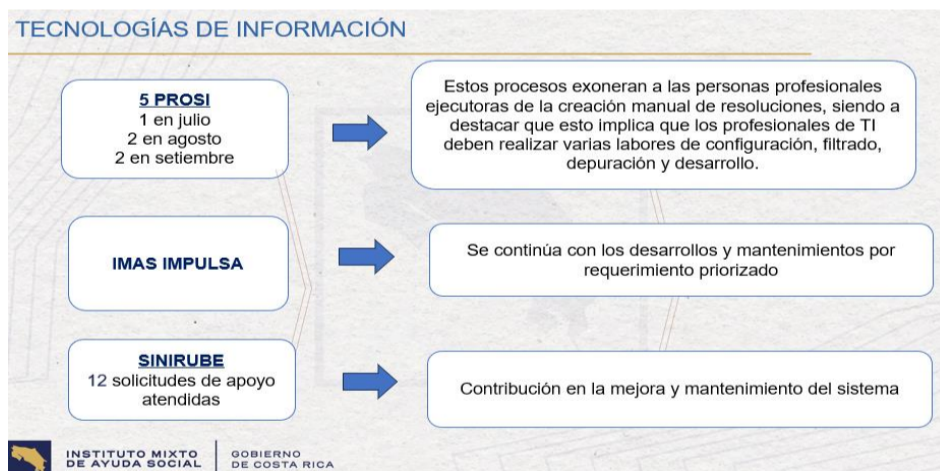 TECNOLOGÍAS DE INFORMACIÓN
5 PROSI
1 en julio
2 en agosto
2 en setiembre
Estos procesos exoneran a las personas profesionales
ejecutoras de la creación manual de resoluciones, siendo a
destacar que esto implica que los profesionales de TI
deben realizar varias labores de configuración, filtrado,
depuración y desarrollo.
IMAS IMPULSA
Se continúa con los desarrollos y mantenimientos por
requerimiento priorizado
SINIRUBE
12 solicitudes de apoyo
atendidas
Contribución en la mejora y mantenimiento del sistema
INSTITUTO MIXTO
DE AYUDA SOCIAL
GOBIERNO
DE COSTA RICA